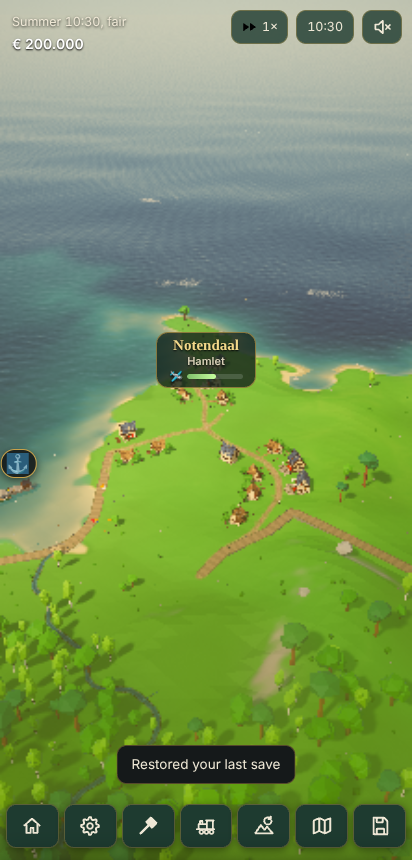 Summer 10:30, fair
€ 200.000
1×
10:30
Notendaal
Hamlet
Restored your last save